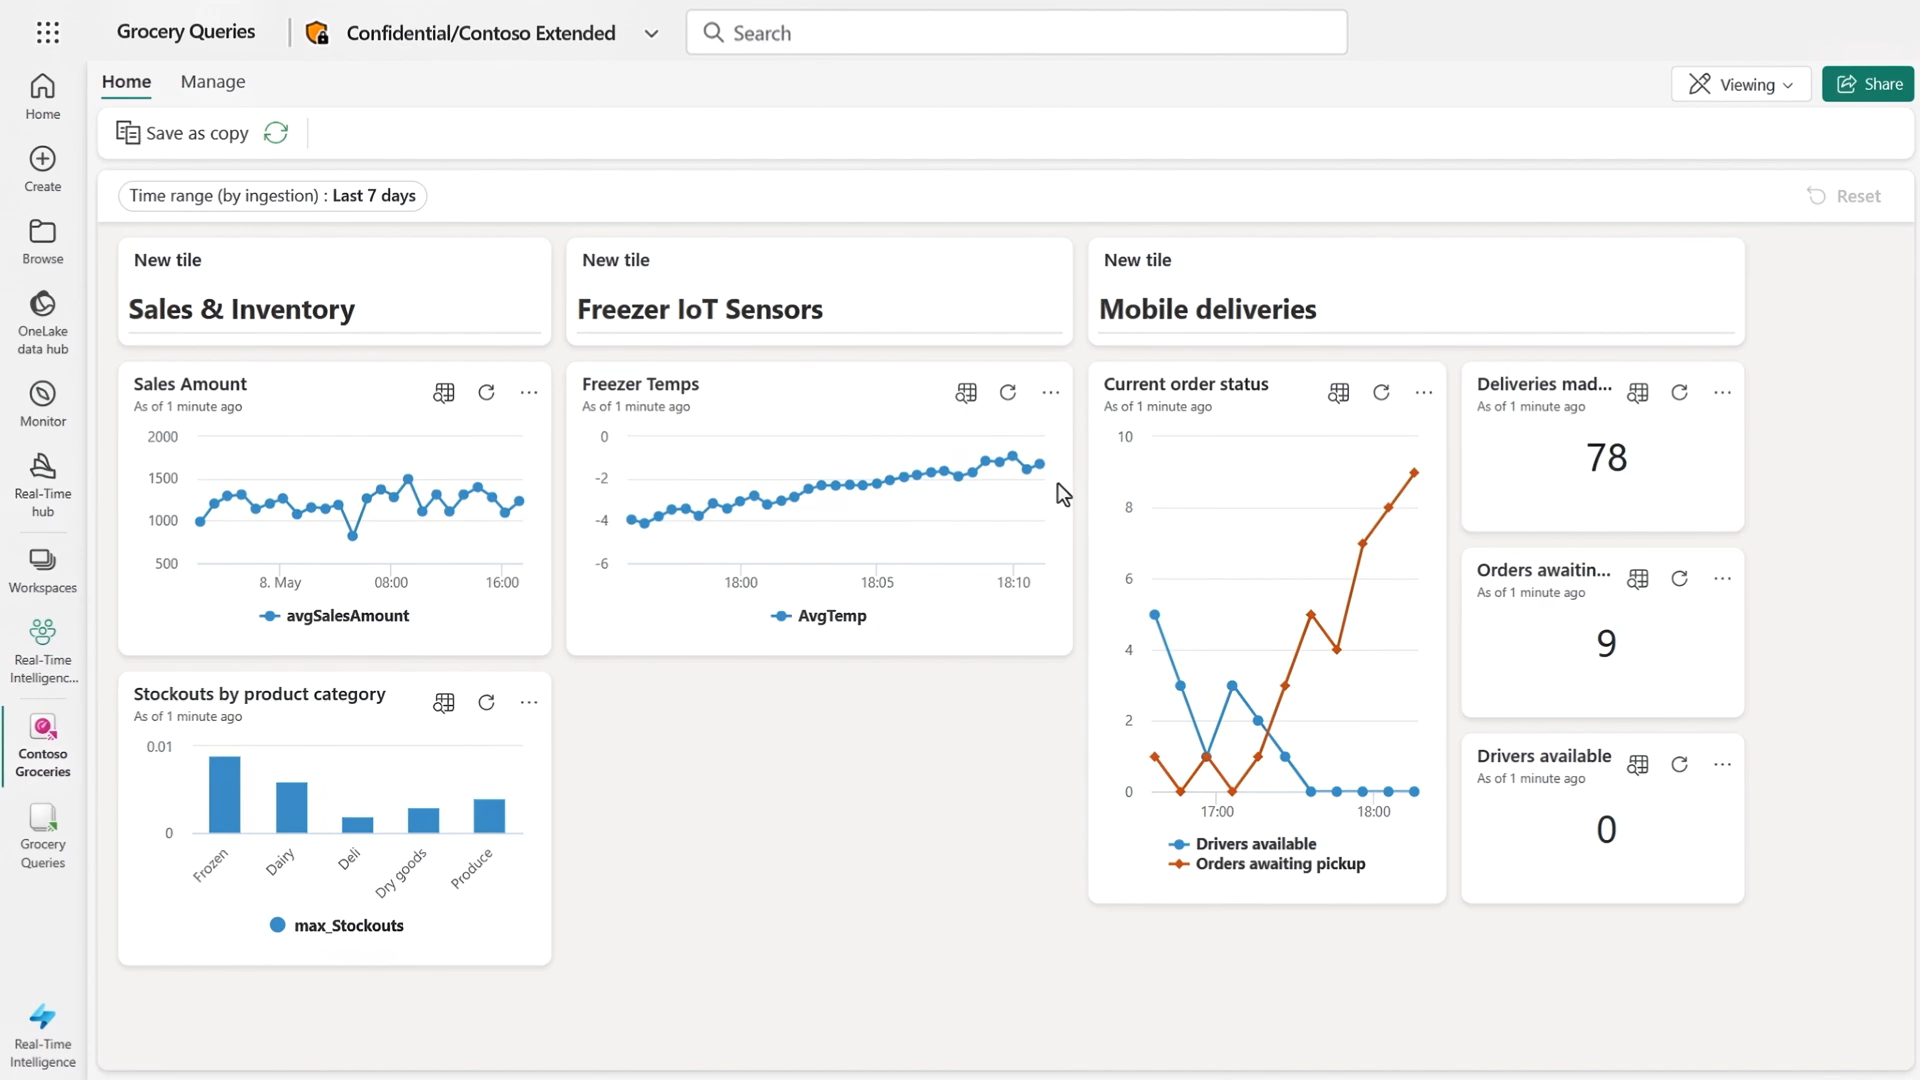 Grocery Queries
Confidential/Contoso Extended
Search
Home
Manage
Viewing
Share
Save as copy
Time range (by ingestion) : Last 7 days
Reset
Home
Create
Browse
OneLake
data hub
Monitor
Real-Time
hub
Workspaces
Real-Time
Intelligenc...
Contoso
Groceries
Grocery
Queries
Real-Time
Intelligence
New tile
Sales & Inventory
New tile
Freezer IoT Sensors
New tile
Mobile deliveries
Sales Amount
As of 1 minute ago
2000
1500
1000
500
8. May
08:00
16:00
avgSalesAmount
Freezer Temps
As of 1 minute ago
0
-2
-4
-6
18:00
18:05
18:10
AvgTemp
Current order status
As of 1 minute ago
10
8
6
4
2
0
17:00
18:00
Drivers available
Orders awaiting pickup
Deliveries mad...
As of 1 minute ago
78
Orders awaitin...
As of 1 minute ago
9
Drivers available
As of 1 minute ago
0
Stockouts by product category
As of 1 minute ago
0.01
0
Frozen
Dairy
Deli
Dry goods
Produce
max_Stockouts